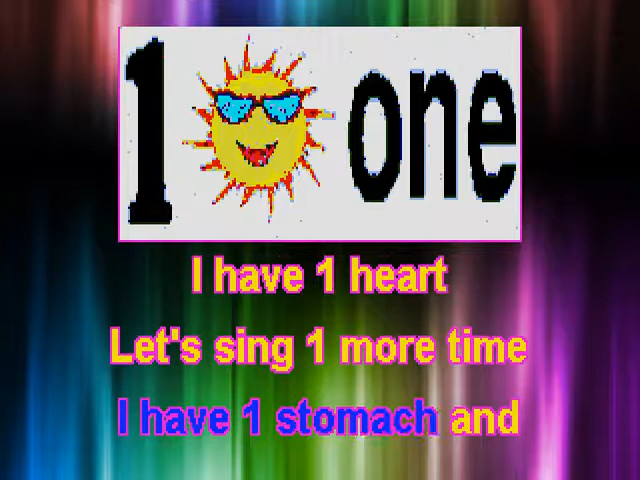 1 one
I have 1 heart
Let's sing 1 more time
I have 1 stomach and